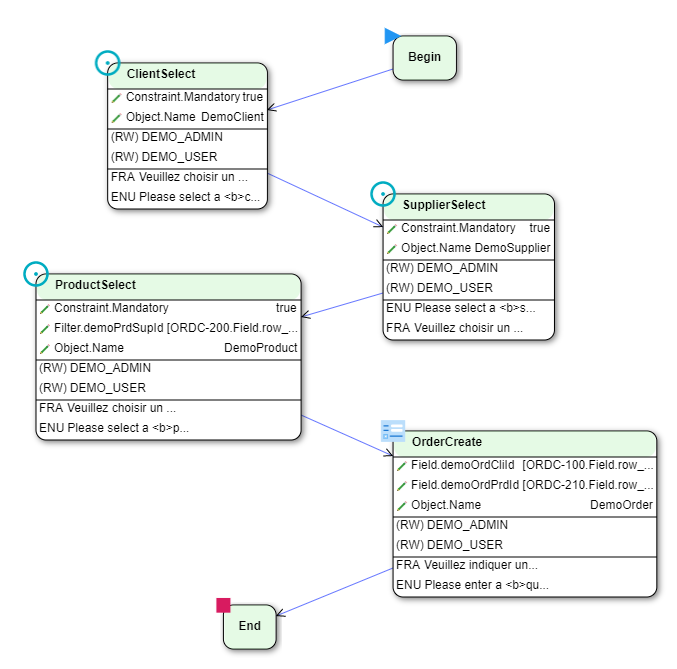 Begin
ClientSelect
Constraint.Mandatory true
Object.Name DemoClient
(RW) DEMO_ADMIN
(RW) DEMO_USER
FRA Veuillez choisir un ...
ENU Please select a <b>c...
SupplierSelect
Constraint.Mandatory true
Object.Name DemoSupplier
(RW) DEMO_ADMIN
(RW) DEMO_USER
ENU Please select a <b>s...
FRA Veuillez choisir un ...
ProductSelect
Constraint.Mandatory true
Filter.demoPrdSupId [ORDC-200.Field.row_...
Object.Name DemoProduct
(RW) DEMO_ADMIN
(RW) DEMO_USER
FRA Veuillez choisir un ...
ENU Please select a <b>p...
OrderCreate
Field.demoOrdCliId [ORDC-100.Field.row_...
Field.demoOrdPrdId [ORDC-210.Field.row_...
Object.Name DemoOrder
(RW) DEMO_ADMIN
(RW) DEMO_USER
FRA Veuillez indiquer un...
ENU Please enter a <b>qu...
End